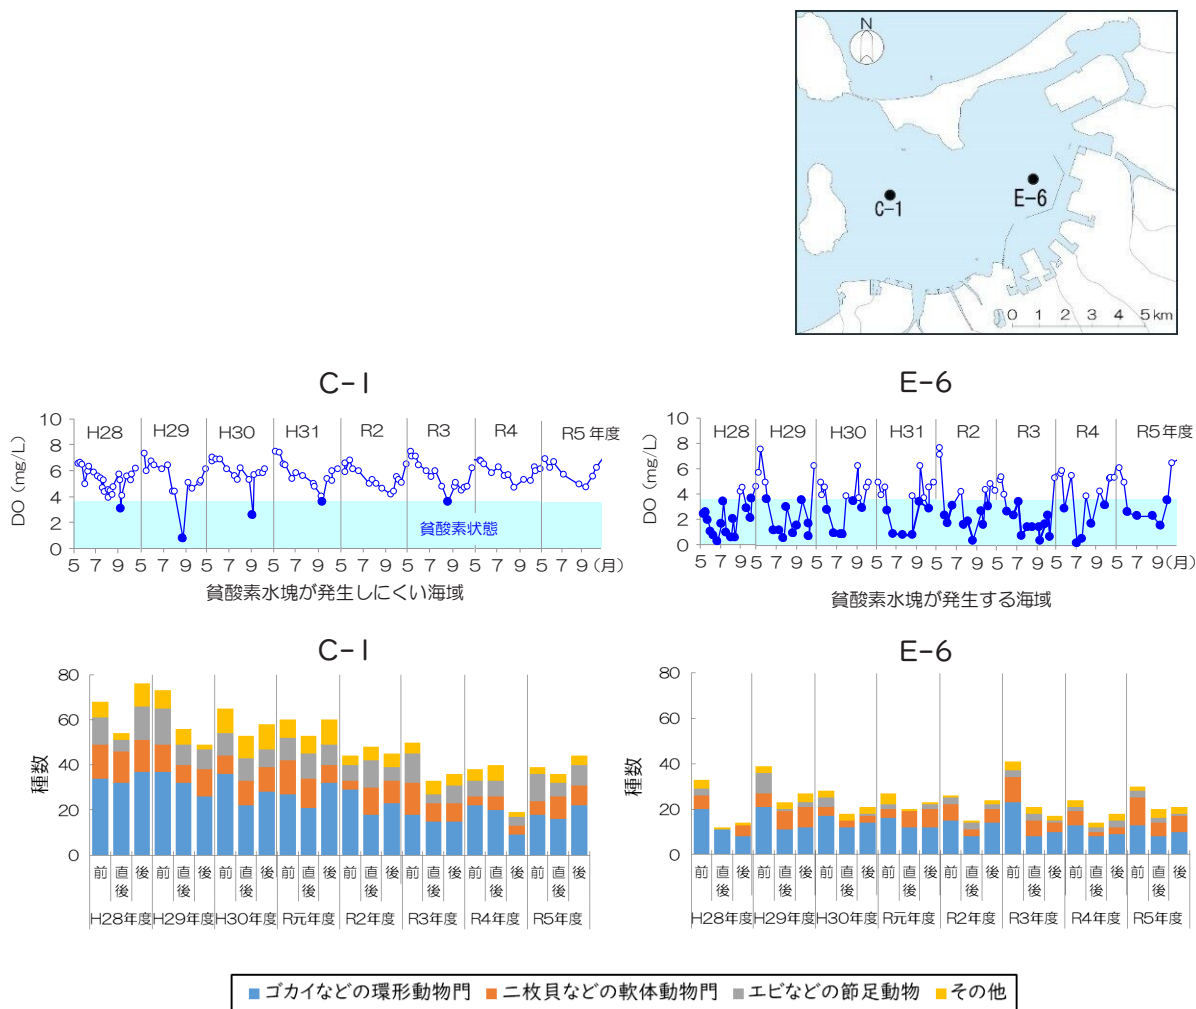 N
C-1
E-6
0 1 2 3 4 5 km
C-1
E-6
DO (mg/L)
10
8
6
4
2
0
H28 H29 H30 H31 R2 R3 R4 R5年度
貧酸素状態
5 7 9 5 7 9 5 7 9 5 7 9 5 7 9 5 7 9 5 7 9 5 7 9 (月)
貧酸素水塊が発生しにくい海域
DO (mg/L)
10
8
6
4
2
0
H28 H29 H30 H31 R2 R3 R4 R5年度
5 7 9 5 7 9 5 7 9 5 7 9 5 7 9 5 7 9 5 7 9 5 7 9 (月)
貧酸素水塊が発生する海域
C-1
E-6
種数
80
60
40
20
0
前 直後 後 前 直後 後 前 直後 後 前 直後 後 前 直後 後 前 直後 後 前 直後 後 前 直後 後
H28年度 H29年度 H30年度 R元年度 R2年度 R3年度 R4年度 R5年度
種数
80
60
40
20
0
前 直後 後 前 直後 後 前 直後 後 前 直後 後 前 直後 後 前 直後 後 前 直後 後 前 直後 後
H28年度 H29年度 H30年度 R元年度 R2年度 R3年度 R4年度 R5年度
ゴカイなどの環形動物門 二枚貝などの軟体動物門 エビなどの節足動物 その他